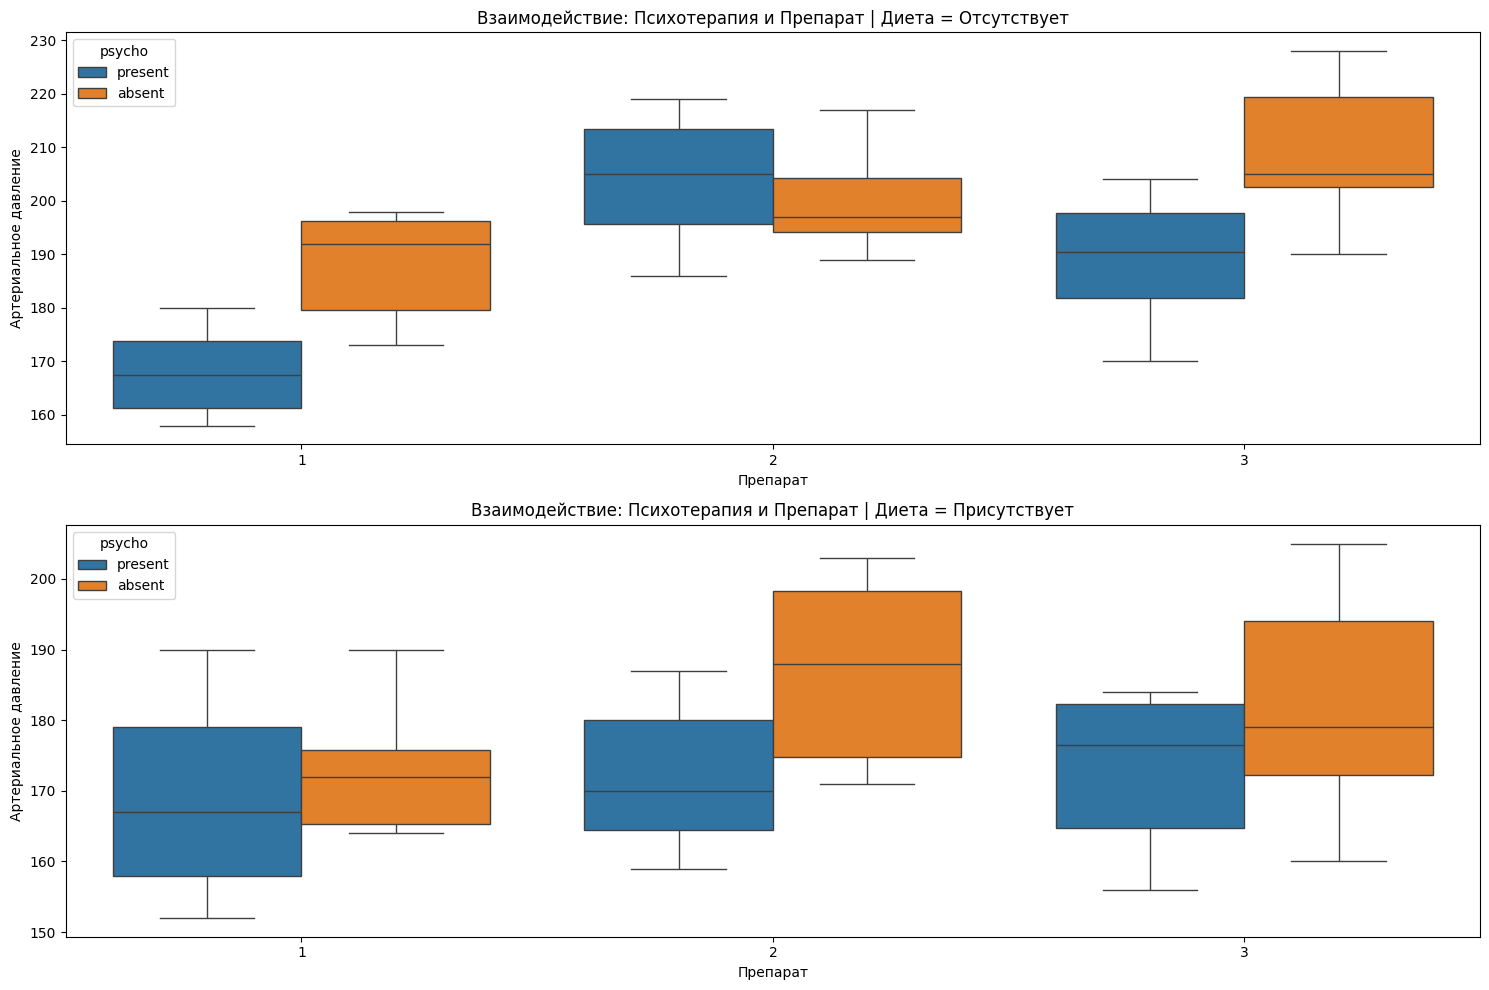 Взаимодействие: Психотерапия и Препарат | Диета = Отсутствует
psycho
present
absent
Артериальное давление
230
220
210
200
190
180
170
160
1
2
3
Препарат
Взаимодействие: Психотерапия и Препарат | Диета = Присутствует
psycho
present
absent
Артериальное давление
200
190
180
170
160
150
1
2
3
Препарат